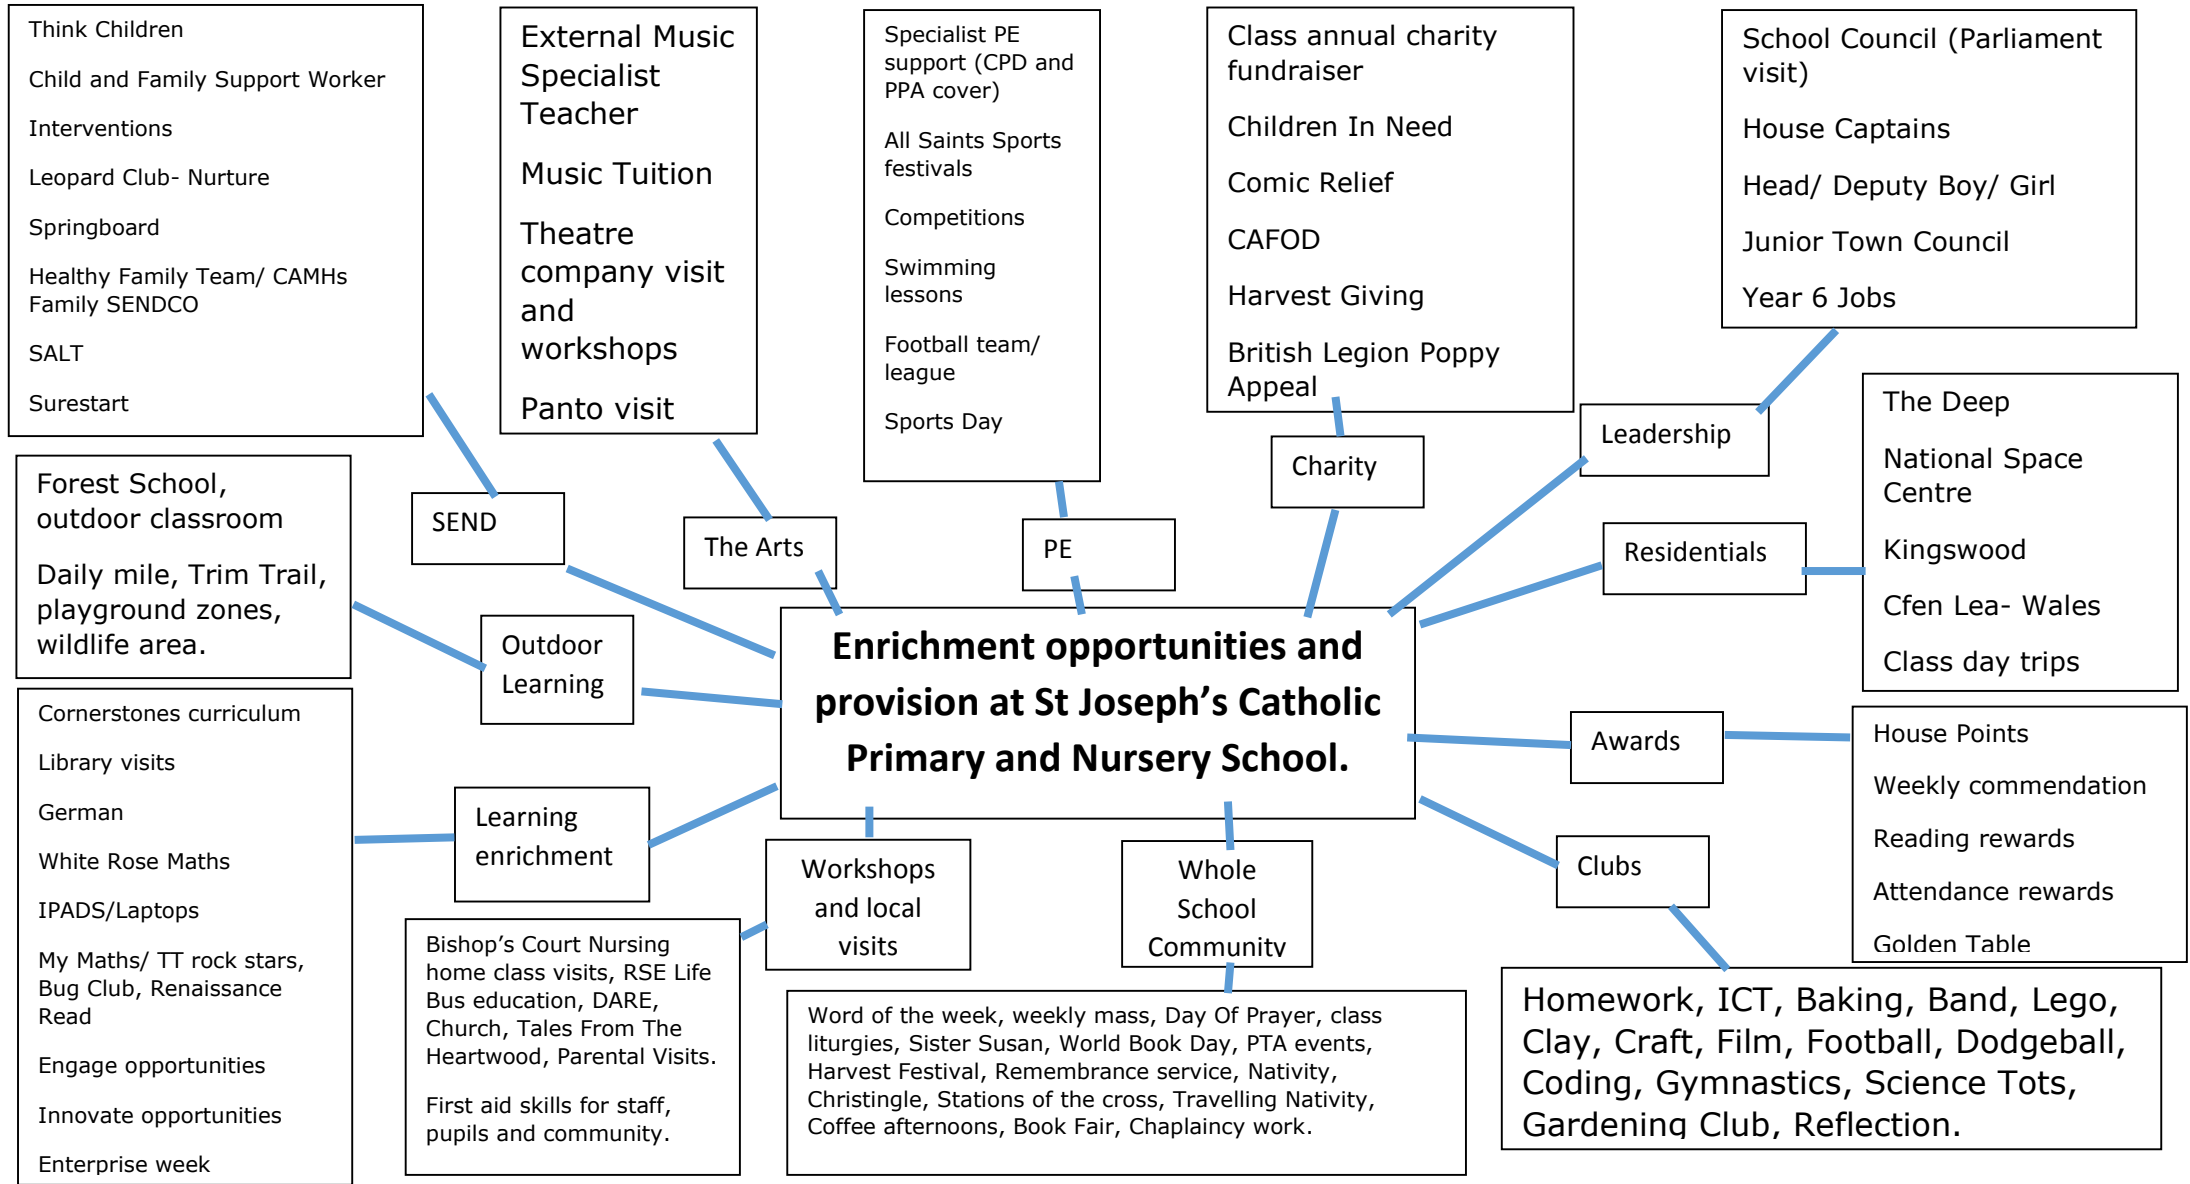 Think Children
Child and Family Support Worker
Interventions
Leopard Club- Nurture
Springboard
Healthy Family Team/ CAMHs
Family SENDCO
SALT
Surestart
External Music
Specialist
Teacher
Music Tuition
Theatre
company visit
and
workshops
Panto visit
Specialist PE
support (CPD and
PPA cover)
All Saints Sports
festivals
Competitions
Swimming
lessons
Football team/
league
Sports Day
Class annual charity
fundraiser
Children In Need
Comic Relief
CAFOD
Harvest Giving
British Legion Poppy
Appeal
School Council (Parliament
visit)
House Captains
Head/ Deputy Boy/ Girl
Junior Town Council
Year 6 Jobs
SEND
The Arts
PE
Charity
Leadership
Residentials
The Deep
National Space
Centre
Kingswood
Cfen Lea- Wales
Class day trips
Forest School,
outdoor classroom
Daily mile, Trim Trail,
playground zones,
wildlife area.
Outdoor
Learning
Enrichment opportunities and
provision at St Joseph’s Catholic
Primary and Nursery School.
Awards
House Points
Weekly commendation
Reading rewards
Attendance rewards
Golden Table
Cornerstones curriculum
Library visits
German
White Rose Maths
IPADS/Laptops
My Maths/ TT rock stars,
Bug Club, Renaissance
Read
Engage opportunities
Innovate opportunities
Enterprise week
Learning
enrichment
Workshops
and local
visits
Whole
School
Community
Clubs
Bishop’s Court Nursing
home class visits, RSE Life
Bus education, DARE,
Church, Tales From The
Heartwood, Parental Visits.
First aid skills for staff,
pupils and community.
Word of the week, weekly mass, Day Of Prayer, class
liturgies, Sister Susan, World Book Day, PTA events,
Harvest Festival, Remembrance service, Nativity,
Christingle, Stations of the cross, Travelling Nativity,
Coffee afternoons, Book Fair, Chaplaincy work.
Homework, ICT, Baking, Band, Lego,
Clay, Craft, Film, Football, Dodgeball,
Coding, Gymnastics, Science Tots,
Gardening Club, Reflection.